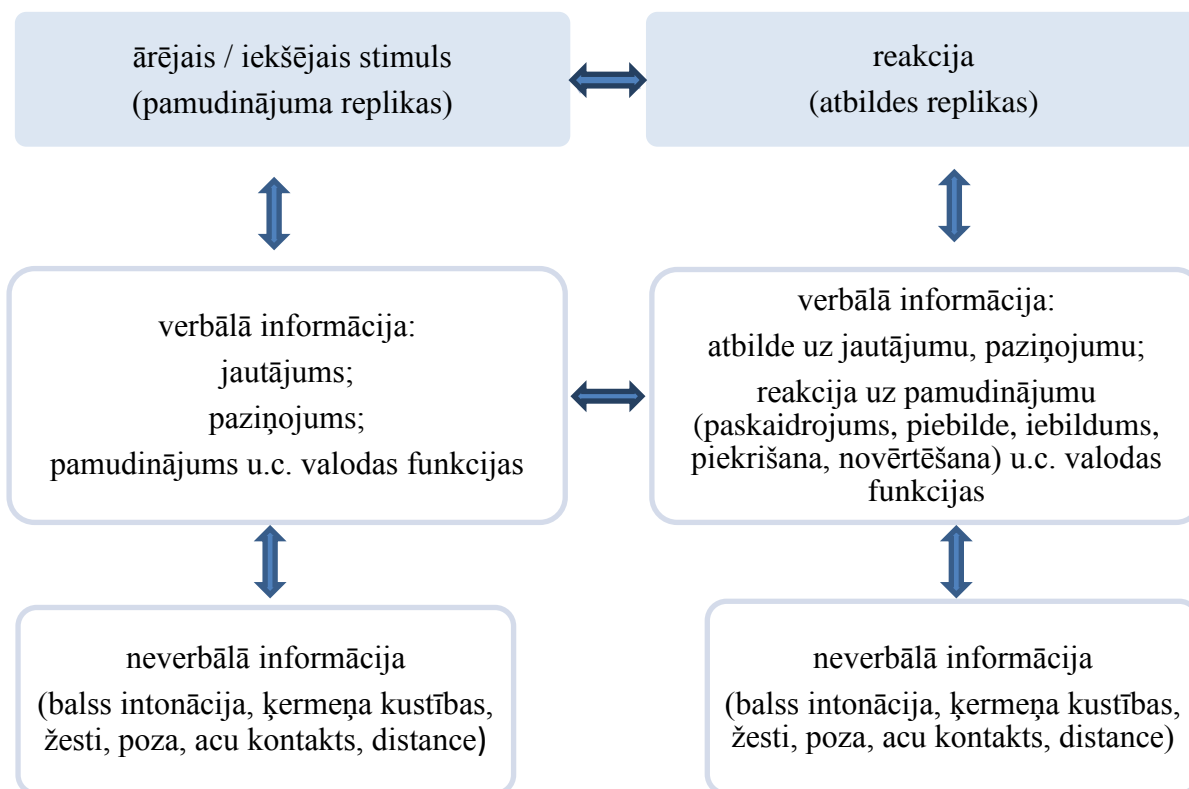 ārējais / iekšējais stimuls
(pamudinājuma replikas)
reakcija
(atbildes replikas)
verbālā informācija:
jautājums;
paziņojums;
pamudinājums u.c. valodas funkcijas
verbālā informācija:
atbilde uz jautājumu, paziņojumu;
reakcija uz pamudinājumu
(paskaidrojums, piebilde, iebildums,
piekrišana, novērtēšana) u.c. valodas
funkcijas
neverbālā informācija
(balss intonācija, ķermeņa kustības,
žesti, poza, acu kontakts, distance)
neverbālā informācija
(balss intonācija, ķermeņa kustības,
žesti, poza, acu kontakts, distance)